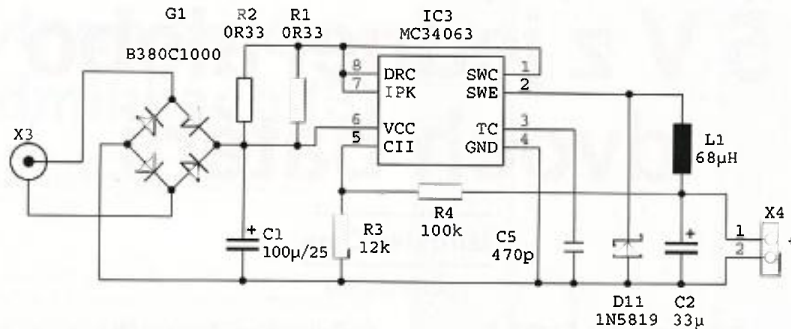 G1
R2
0R33
R1
0R33
IC3
MC34063
B380C1000
8
DRC
7
IPK
SWC
1
SWE
2
6
VCC
5
CII
TC
3
GND
4
X3
L1
68µH
C1
100µ/25
+
R3
12k
R4
100k
C5
470p
D11
1N5819
+
C2
33µ
X4
1
2